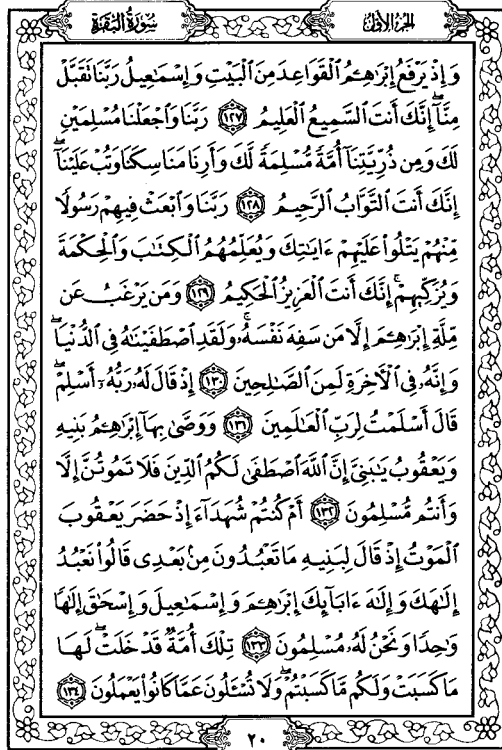 سُورَةُ البَقَرَةِ
الجزء الأول
وَإِذْ يَرْفَعُ إِبْرَٰهِـۧمُ ٱلْقَوَاعِدَ مِنَ ٱلْبَيْتِ وَإِسْمَٰعِيلُ رَبَّنَا تَقَبَّلْ
مِنَّآ ۖ إِنَّكَ أَنتَ ٱلسَّمِيعُ ٱلْعَلِيمُ ١٢٧ رَبَّنَا وَٱجْعَلْنَا مُسْلِمَيْنِ
لَكَ وَمِن ذُرِّيَّتِنَآ أُمَّةً مُّسْلِمَةً لَّكَ وَأَرِنَا مَنَاسِكَنَا وَتُبْ عَلَيْنَآ ۖ
إِنَّكَ أَنتَ ٱلتَّوَّابُ ٱلرَّحِيمُ ١٢٨ رَبَّنَا وَٱبْعَثْ فِيهِمْ رَسُولًا
مِّنْهُمْ يَتْلُوا۟ عَلَيْهِمْ ءَايَٰتِكَ وَيُعَلِّمُهُمُ ٱلْكِتَٰبَ وَٱلْحِكْمَةَ
وَيُزَكِّيهِمْ ۚ إِنَّكَ أَنتَ ٱلْعَزِيزُ ٱلْحَكِيمُ ١٢٩ وَمَن يَرْغَبُ عَن
مِّلَّةِ إِبْرَٰهِـۧمَ إِلَّا مَن سَفِهَ نَفْسَهُۥ ۚ وَلَقَدِ ٱصْطَفَيْنَٰهُ فِى ٱلدُّنْيَا ۖ
وَإِنَّهُۥ فِى ٱلْءَاخِرَةِ لَمِنَ ٱلصَّٰلِحِينَ ١٣٠ إِذْ قَالَ لَهُۥ رَبُّهُۥٓ أَسْلِمْ ۖ
قَالَ أَسْلَمْتُ لِرَبِّ ٱلْعَٰلَمِينَ ١٣١ وَوَصَّىٰ بِهَآ إِبْرَٰهِـۧمُ بَنِيهِ
وَيَعْقُوبُ يَٰبَنِىَّ إِنَّ ٱللَّهَ ٱصْطَفَىٰ لَكُمُ ٱلدِّينَ فَلَا تَمُوتُنَّ إِلَّا
وَأَنتُم مُّسْلِمُونَ ١٣٢ أَمْ كُنتُمْ شُهَدَآءَ إِذْ حَضَرَ يَعْقُوبَ
ٱلْمَوْتُ إِذْ قَالَ لِبَنِيهِ مَا تَعْبُدُونَ مِنۢ بَعْدِى قَالُوا۟ نَعْبُدُ
إِلَٰهَكَ وَإِلَٰهَ ءَابَآئِكَ إِبْرَٰهِـۧمَ وَإِسْمَٰعِيلَ وَإِسْحَٰقَ إِلَٰهًا
وَٰحِدًا وَنَحْنُ لَهُۥ مُسْلِمُونَ ١٣٣ تِلْكَ أُمَّةٌ قَدْ خَلَتْ ۖ لَهَا
مَا كَسَبَتْ وَلَكُم مَّا كَسَبْتُمْ ۖ وَلَا تُسْـَٔلُونَ عَمَّا كَانُوا۟ يَعْمَلُونَ ١٣٤
٢٠